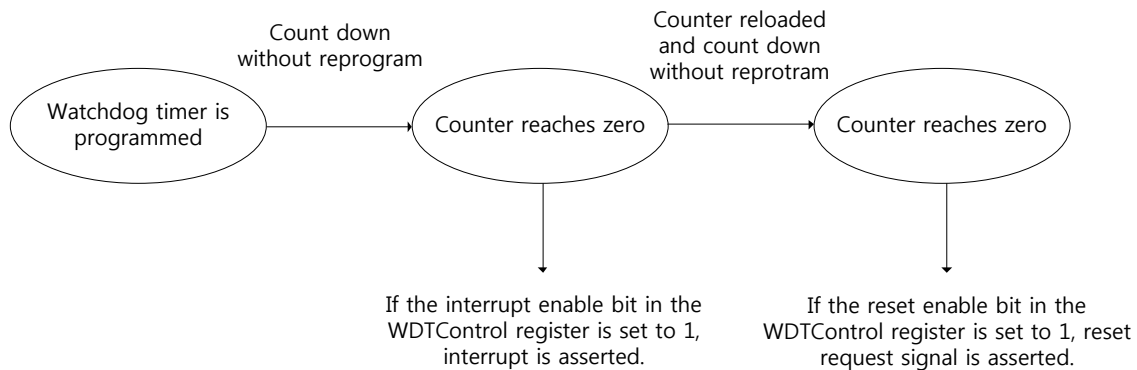 Count down
without reprogram
Counter reloaded
and count down
without reprotram
Watchdog timer is
programmed
Counter reaches zero
Counter reaches zero
If the interrupt enable bit in the
WDTControl register is set to 1,
interrupt is asserted.
If the reset enable bit in the
WDTControl register is set to 1, reset
request signal is asserted.